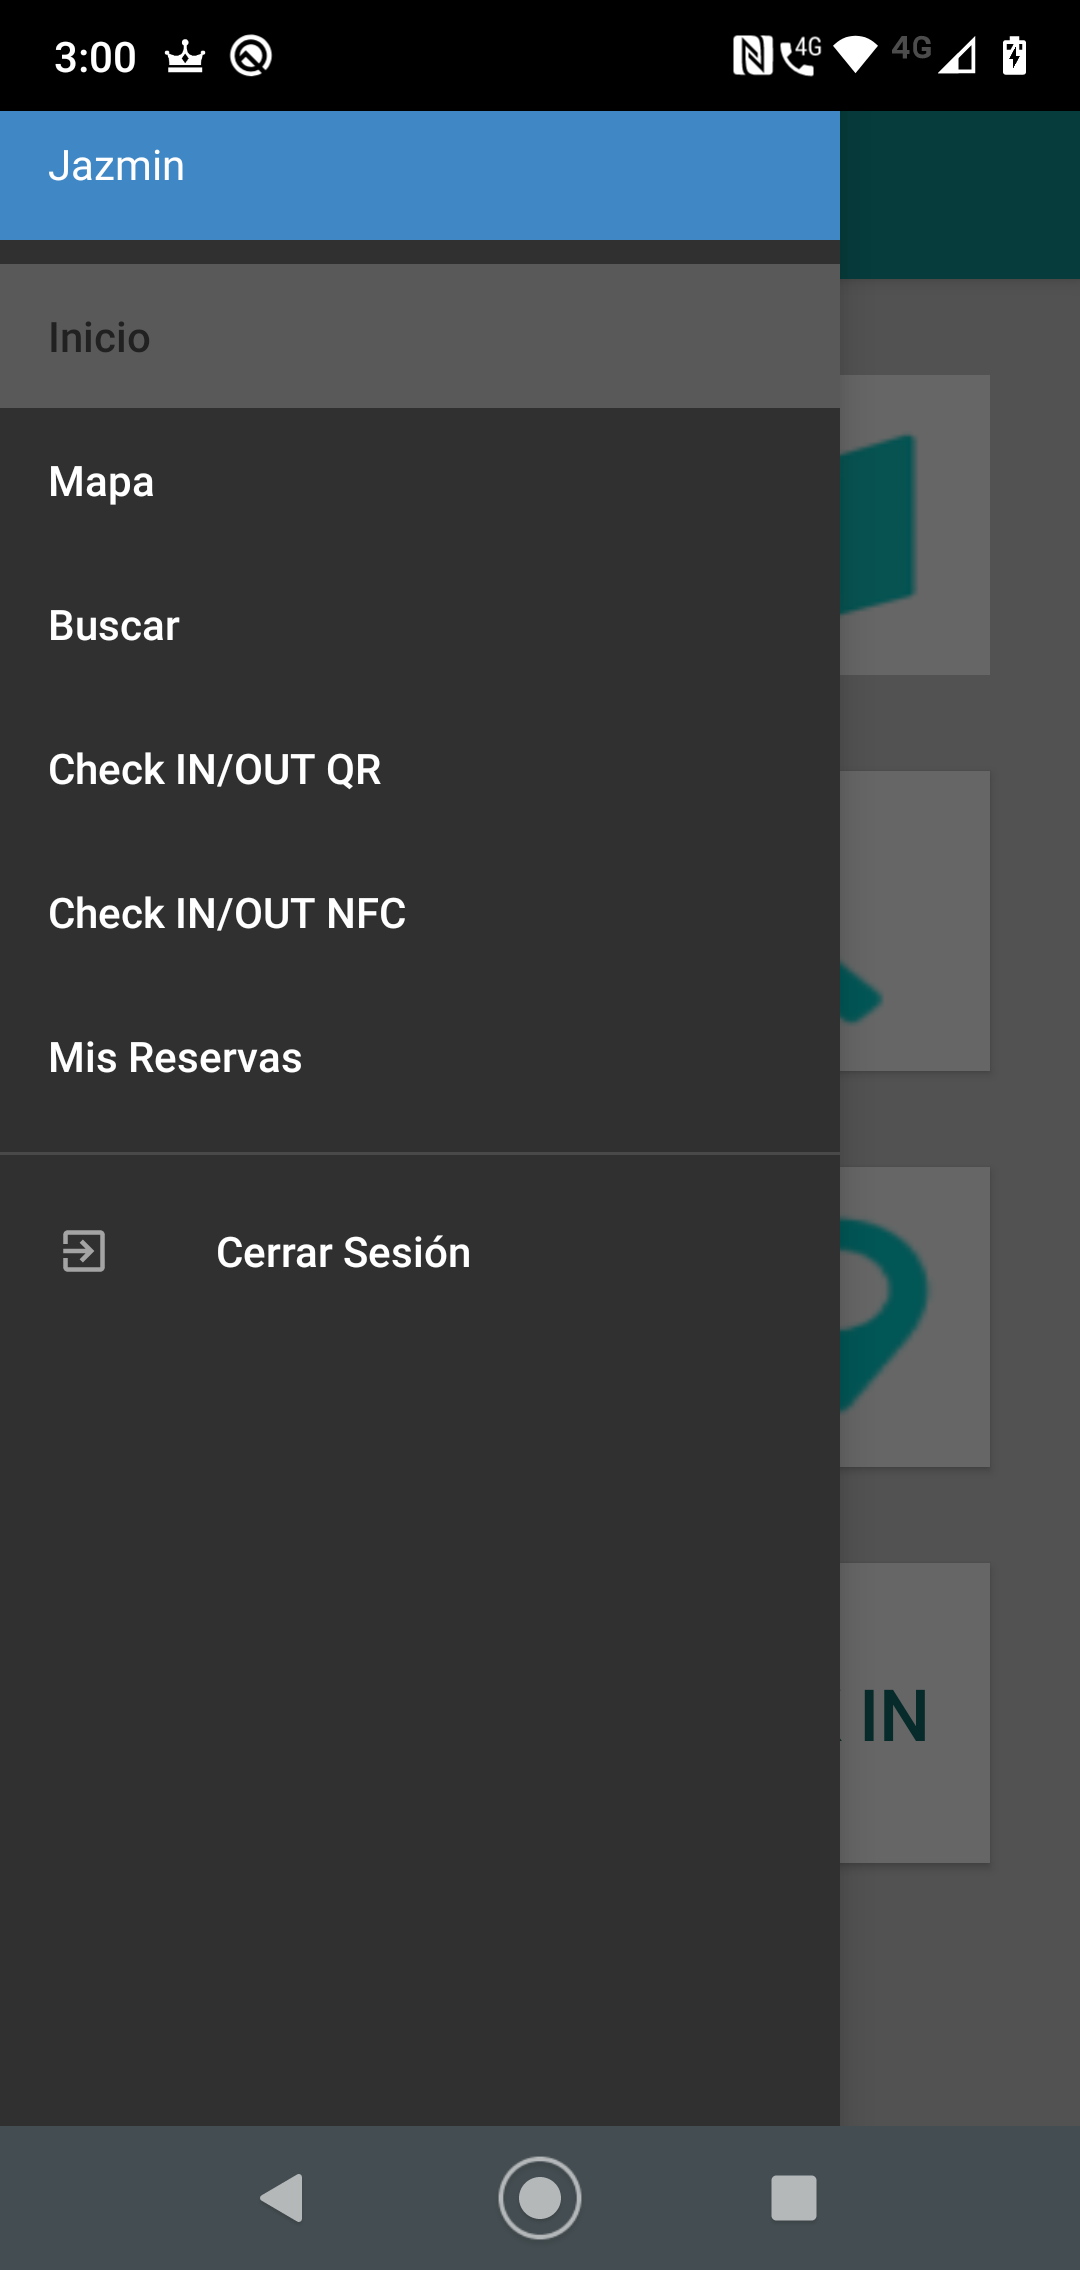 3:00 4G 4G
Jazmin
Inicio
Mapa
Buscar
Check IN/OUT QR
Check IN/OUT NFC
Mis Reservas
Cerrar Sesión
IN